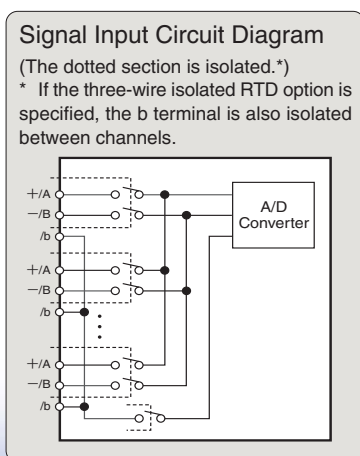 Signal Input Circuit Diagram
(The dotted section is isolated.*)
* If the three-wire isolated RTD option is
specified, the b terminal is also isolated
between channels.
+/A
−/B
/b
+/A
−/B
/b
+/A
−/B
/b
A/D
Converter